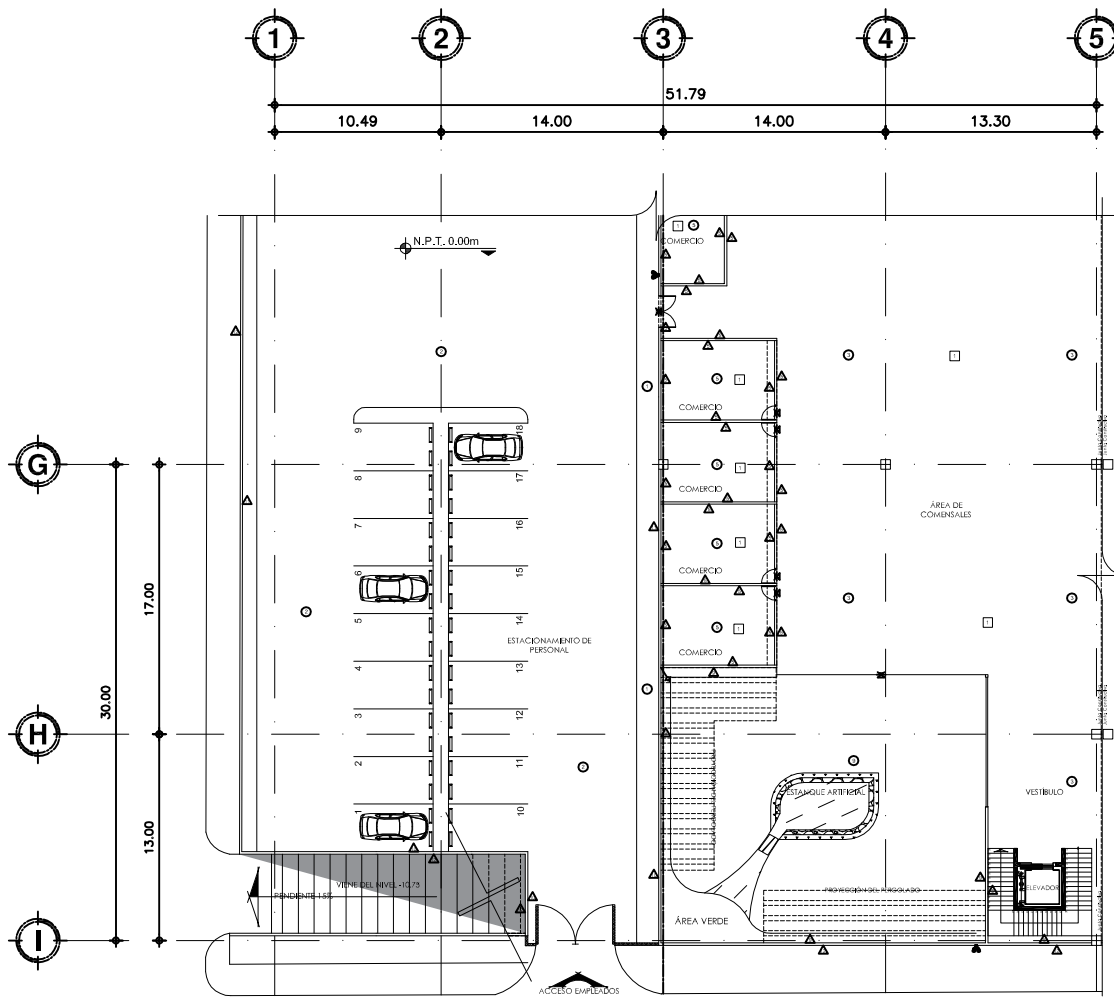 1 2 3 4 5
51.79
10.49 14.00 14.00 13.30
N.P.T. 0.00m
COMERCIO
G
H
I
17.00
30.00
13.00
9
8
7
6
5
4
3
2
1
18
17
16
15
14
13
12
11
10
ESTACIONAMIENTO DE
PERSONAL
COMERCIO
COMERCIO
COMERCIO
COMERCIO
ÁREA DE
COMENSALES
ESTANQUE ARTIFICIAL
VESTÍBULO
VIENE DEL NIVEL -10.73
PENDIENTE 15%
PROYECCIÓN DEL PERGOLADO
ELEVADOR
ÁREA VERDE
ACCESO EMPLEADOS